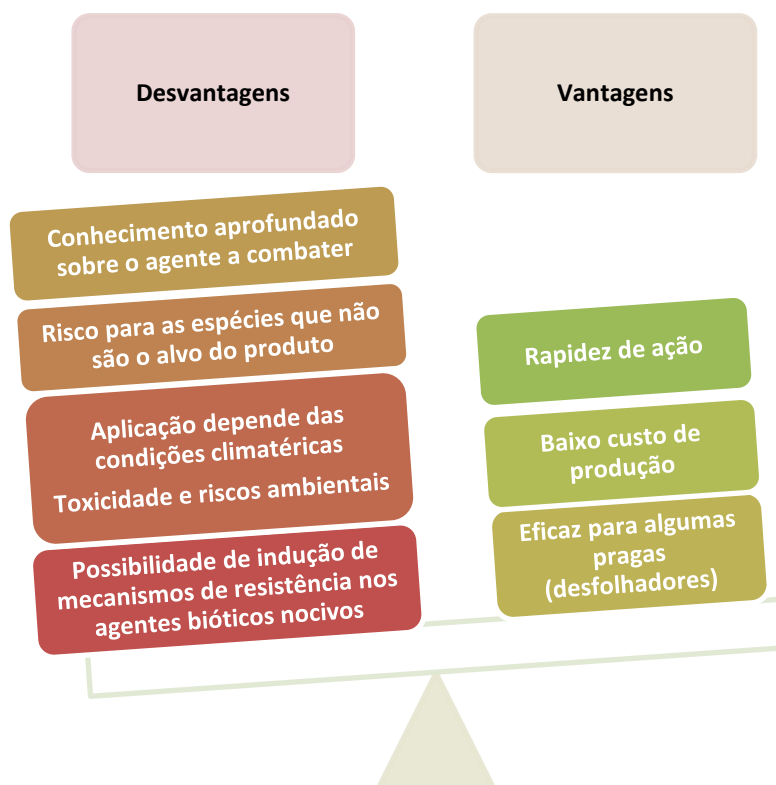 Desvantagens
Vantagens
Conhecimento aprofundado
sobre o agente a combater
Risco para as espécies que não
são o alvo do produto
Aplicação depende das
condições climatéricas
Toxicidade e riscos ambientais
Possibilidade de indução de
mecanismos de resistência nos
agentes bióticos nocivos
Rapidez de ação
Baixo custo de
produção
Eficaz para algumas
pragas
(desfolhadores)